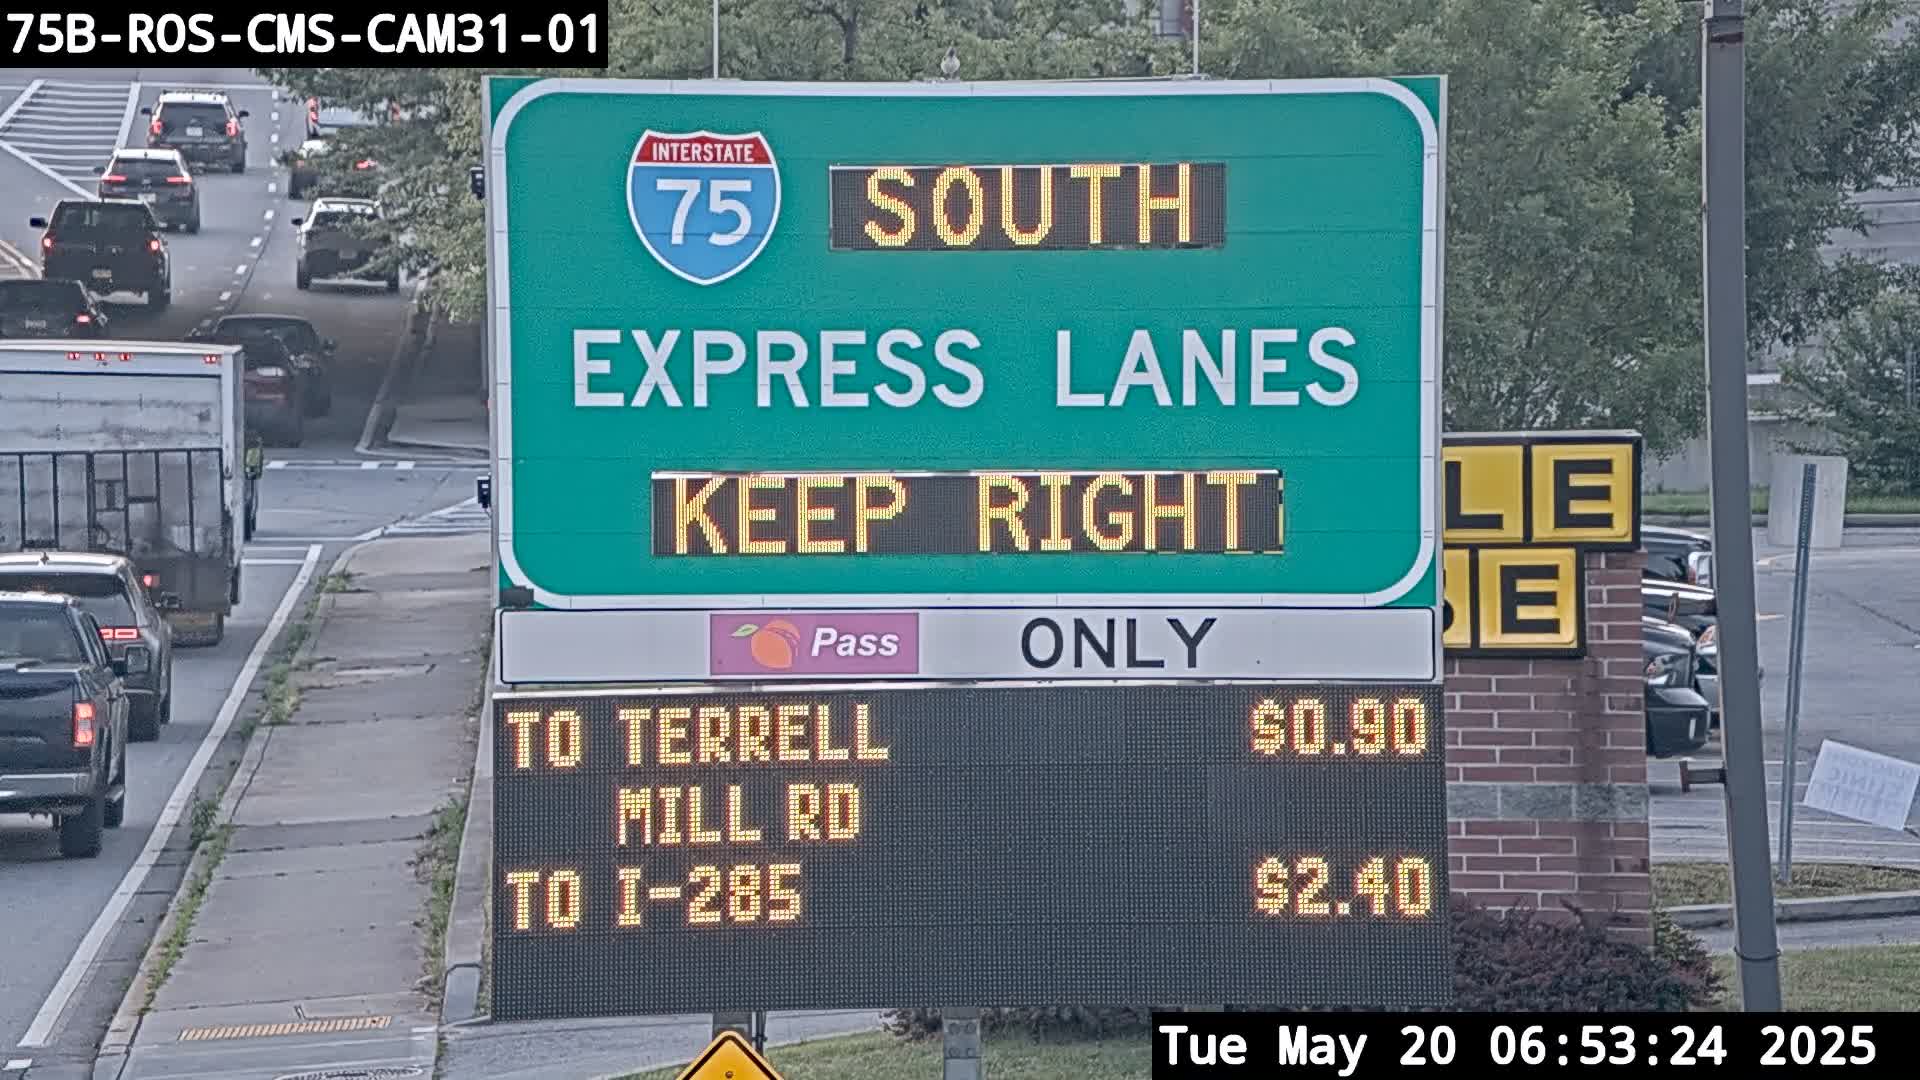 75B-ROS-CMS-CAM31-01
INTERSTATE
75
SOUTH
EXPRESS LANES
KEEP RIGHT
Pass ONLY
TO TERRELL $0.90
MILL RD
TO I-285 $2.40
LE
E
Tue May 20 06:53:24 2025